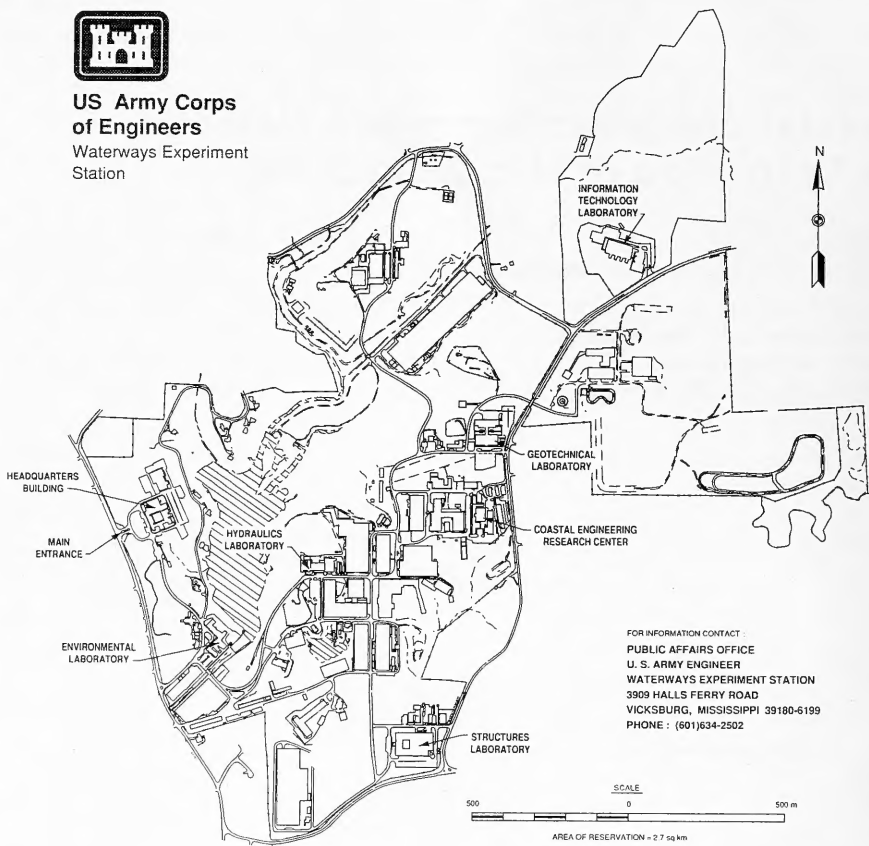 US Army Corps
of Engineers
Waterways Experiment
Station
N
INFORMATION
TECHNOLOGY
LABORATORY
GEOTECHNICAL
LABORATORY
HEADQUARTERS
BUILDING
HYDRAULICS
LABORATORY
COASTAL ENGINEERING
RESEARCH CENTER
MAIN
ENTRANCE
ENVIRONMENTAL
LABORATORY
FOR INFORMATION CONTACT :
PUBLIC AFFAIRS OFFICE
U. S. ARMY ENGINEER
WATERWAYS EXPERIMENT STATION
3909 HALLS FERRY ROAD
VICKSBURG, MISSISSIPPI 39180-6199
PHONE : (601)634-2502
STRUCTURES
LABORATORY
SCALE
500 0 500 m
AREA OF RESERVATION = 2.7 sq km